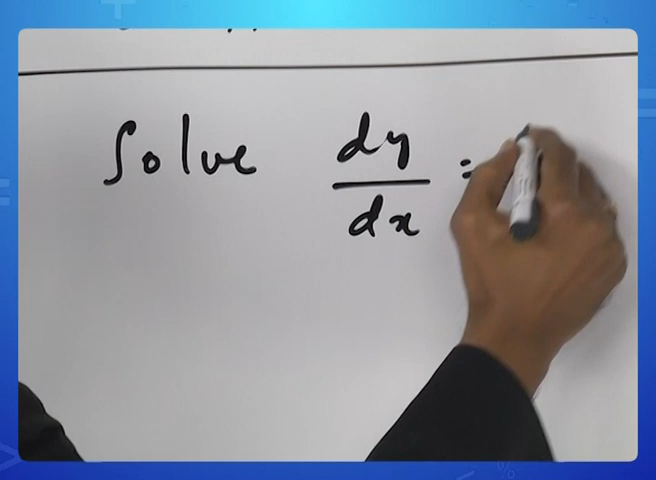 Solve dy/dx =